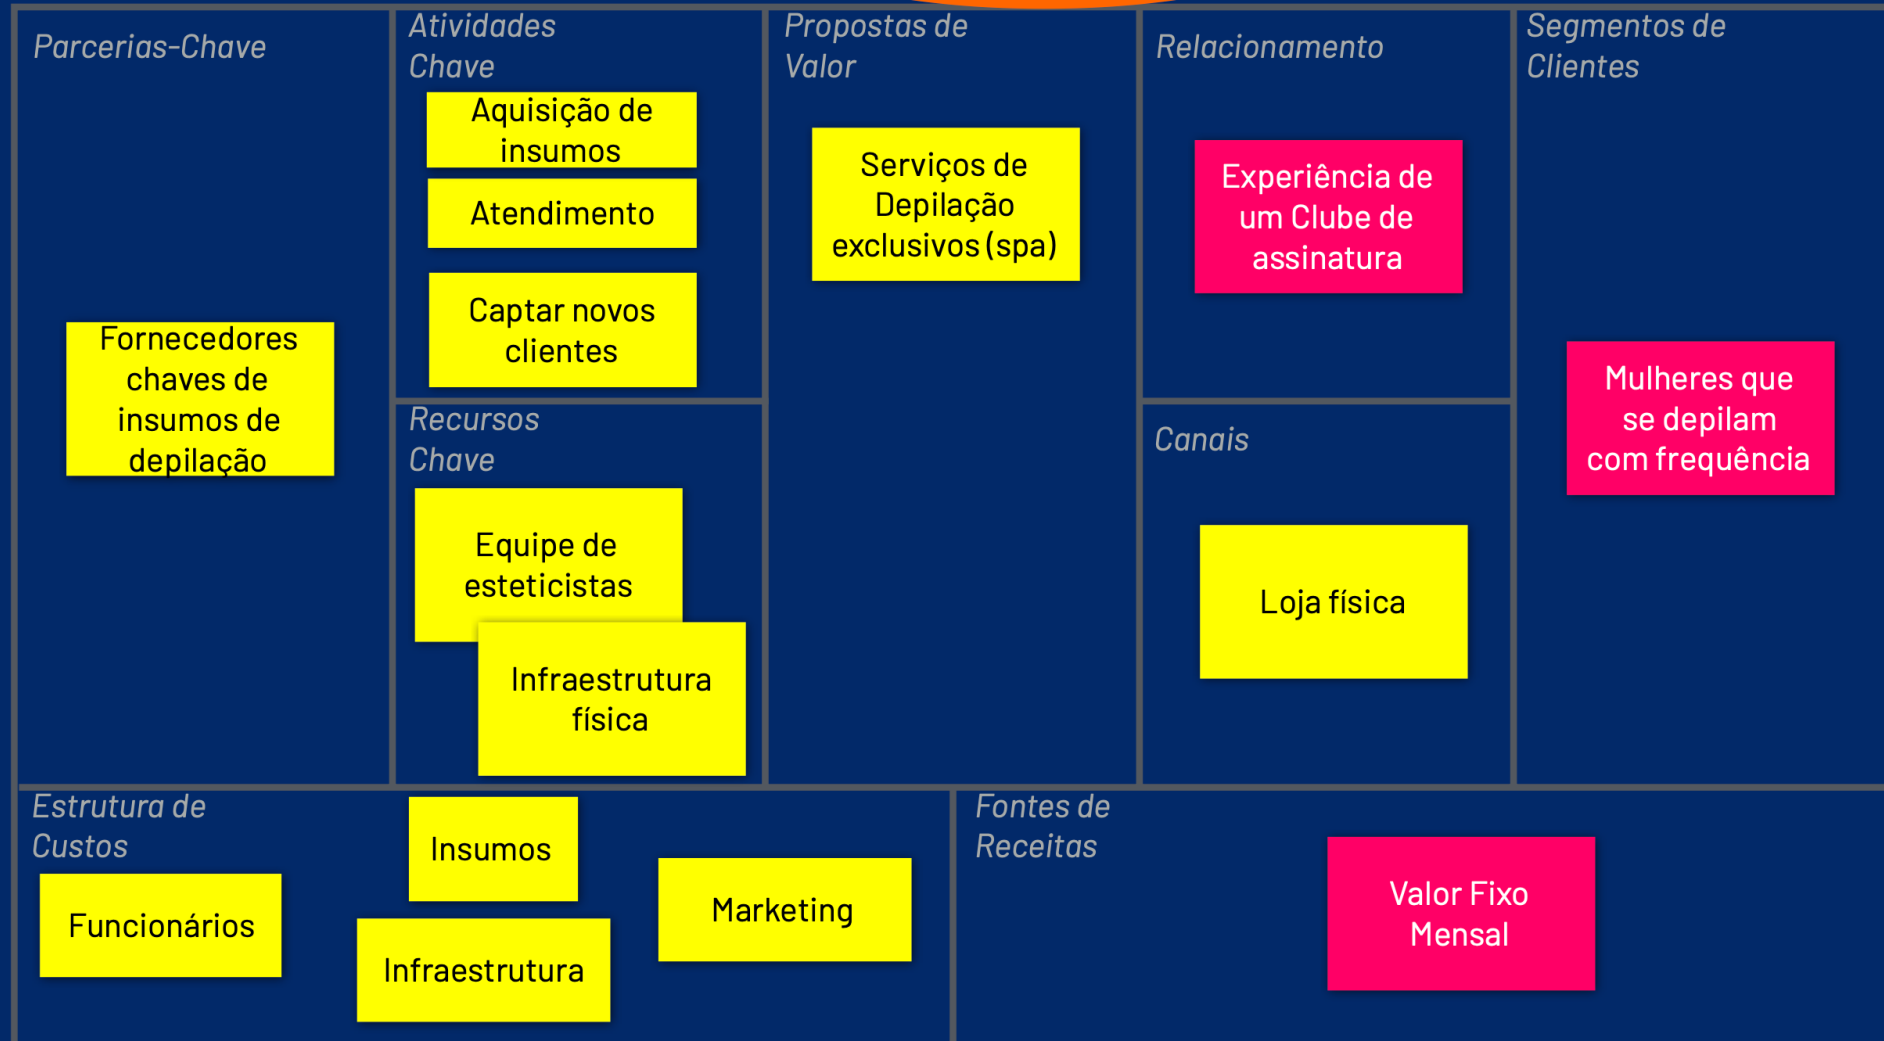 Parcerias-Chave
Fornecedores
chaves de
insumos de
depilação
Atividades
Chave
Aquisição de
insumos
Atendimento
Captar novos
clientes
Recursos
Chave
Equipe de
esteticistas
Infraestrutura
física
Propostas de
Valor
Serviços de
Depilação
exclusivos (spa)
Relacionamento
Experiência de
um Clube de
assinatura
Canais
Loja física
Segmentos de
Clientes
Mulheres que
se depilam
com frequência
Estrutura de
Custos
Funcionários
Insumos
Infraestrutura
Marketing
Fontes de
Receitas
Valor Fixo
Mensal